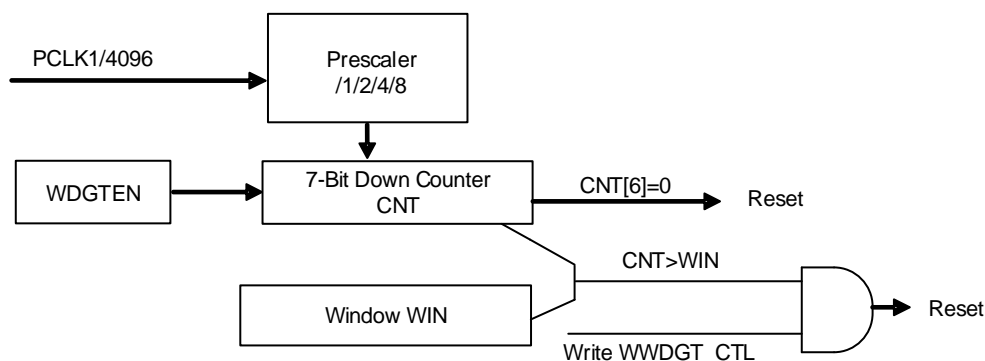 PCLK1/4096
Prescaler
/1/2/4/8
WDGTEN
7-Bit Down Counter
CNT
CNT[6]=0
Reset
CNT>WIN
Window WIN
Reset
Write WWDGT_CTL